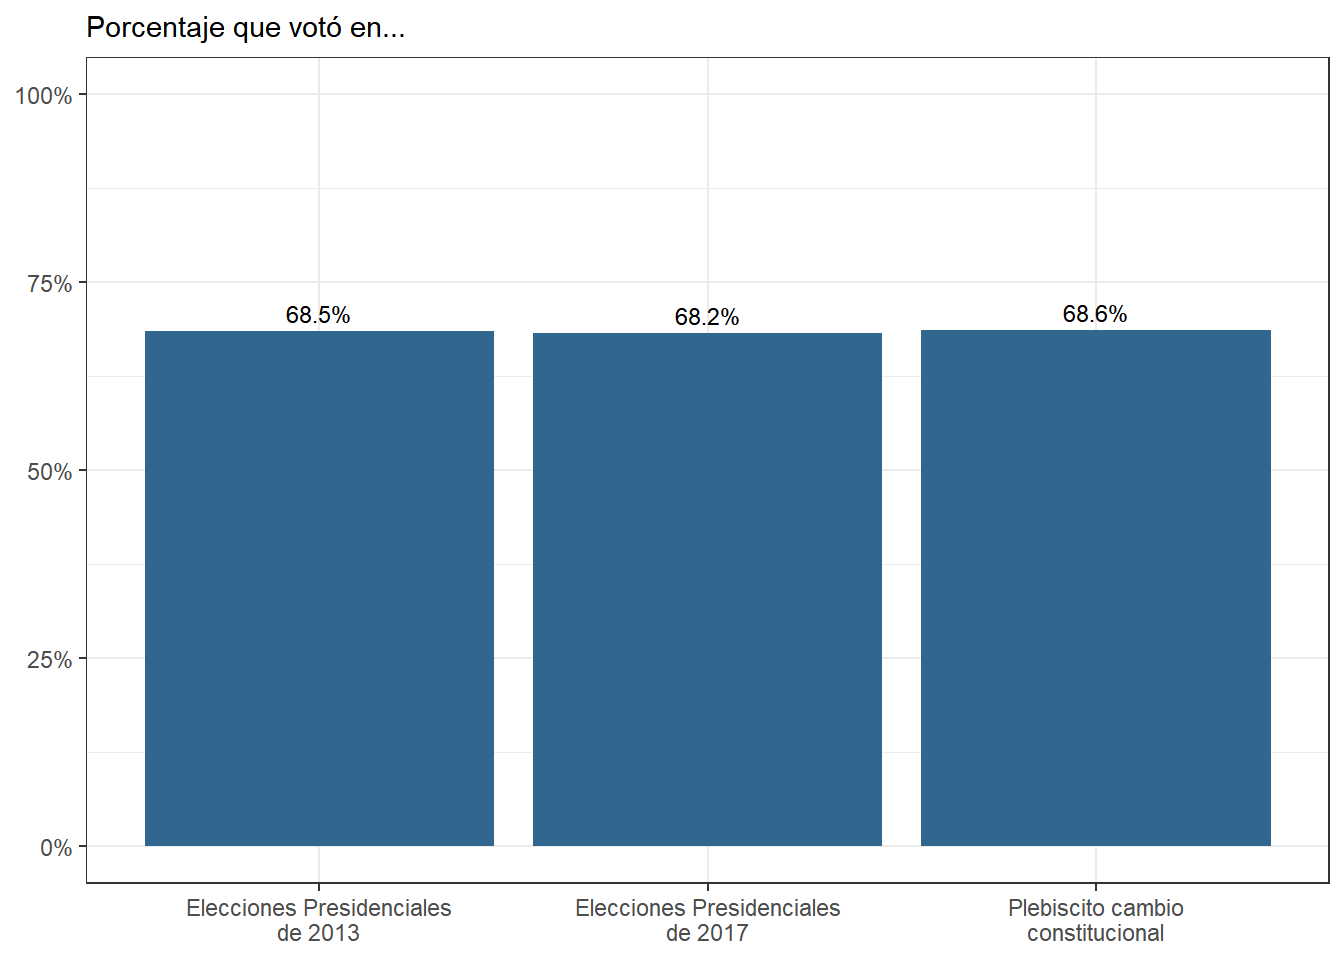 Porcentaje que votó en...
100%
75%
50%
25%
0%
68.5%
68.2%
68.6%
Elecciones Presidenciales
de 2013
Elecciones Presidenciales
de 2017
Plebiscito cambio
constitucional